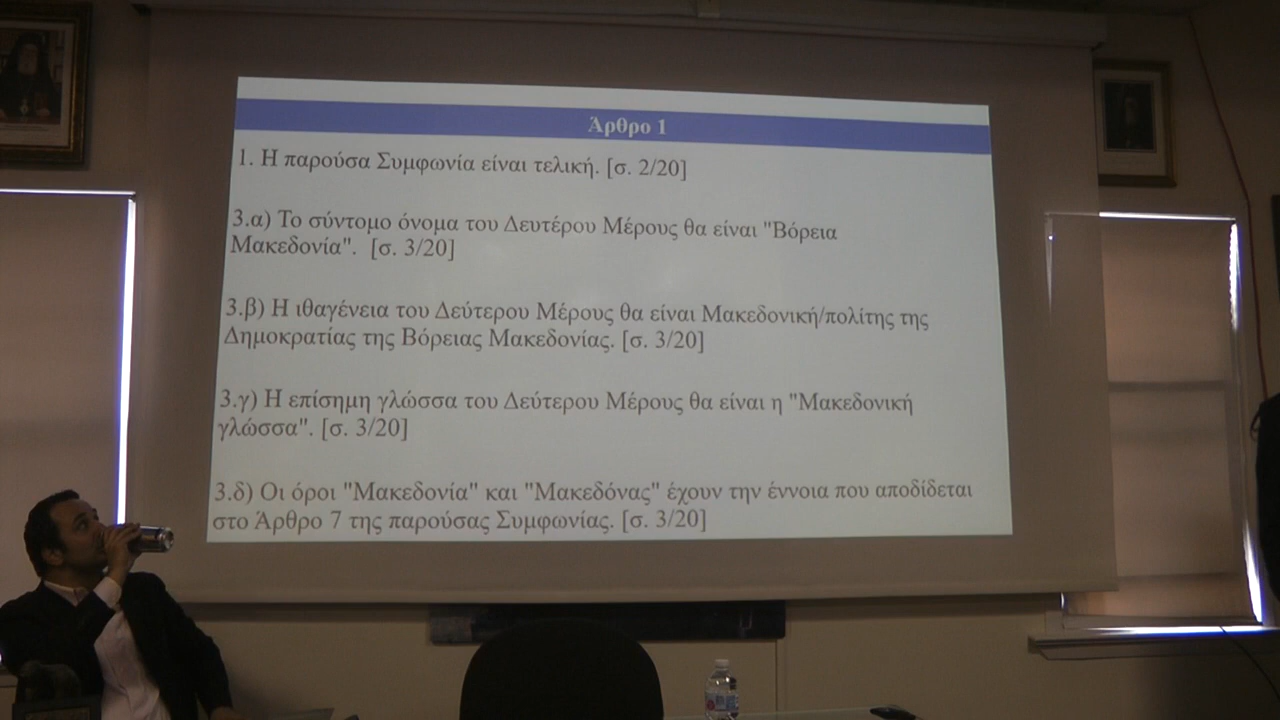 Άρθρο 1
1. Η παρούσα Συμφωνία είναι τελική. [σ. 2/20]
3.α) Το σύντομο όνομα του Δευτέρου Μέρους θα είναι "Βόρεια
Μακεδονία".  [σ. 3/20]
3.β) Η ιθαγένεια του Δεύτερου Μέρους θα είναι Μακεδονική/πολίτης της
Δημοκρατίας της Βόρειας Μακεδονίας. [σ. 3/20]
3.γ) Η επίσημη γλώσσα του Δεύτερου Μέρους θα είναι η "Μακεδονική
γλώσσα". [σ. 3/20]
3.δ) Οι όροι "Μακεδονία" και "Μακεδόνας" έχουν την έννοια που αποδίδεται
στο Άρθρο 7 της παρούσας Συμφωνίας. [σ. 3/20]